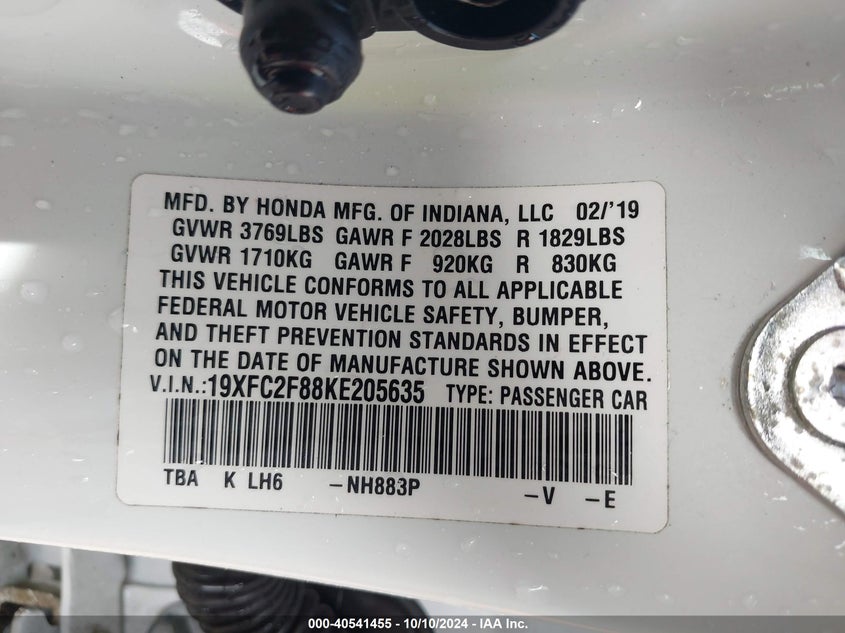 MFD. BY HONDA MFG. OF INDIANA, LLC 02/'19
GVWR 3769LBS GAWR F 2028LBS R 1829LBS
GVWR 1710KG GAWR F 920KG R 830KG
THIS VEHICLE CONFORMS TO ALL APPLICABLE
FEDERAL MOTOR VEHICLE SAFETY, BUMPER,
AND THEFT PREVENTION STANDARDS IN EFFECT
ON THE DATE OF MANUFACTURE SHOWN ABOVE.
V.I.N.:19XFC2F88KE205635 TYPE: PASSENGER CAR
TBA K LH6 -NH883P -V -E
000-40541455 - 10/10/2024 - IAA Inc.